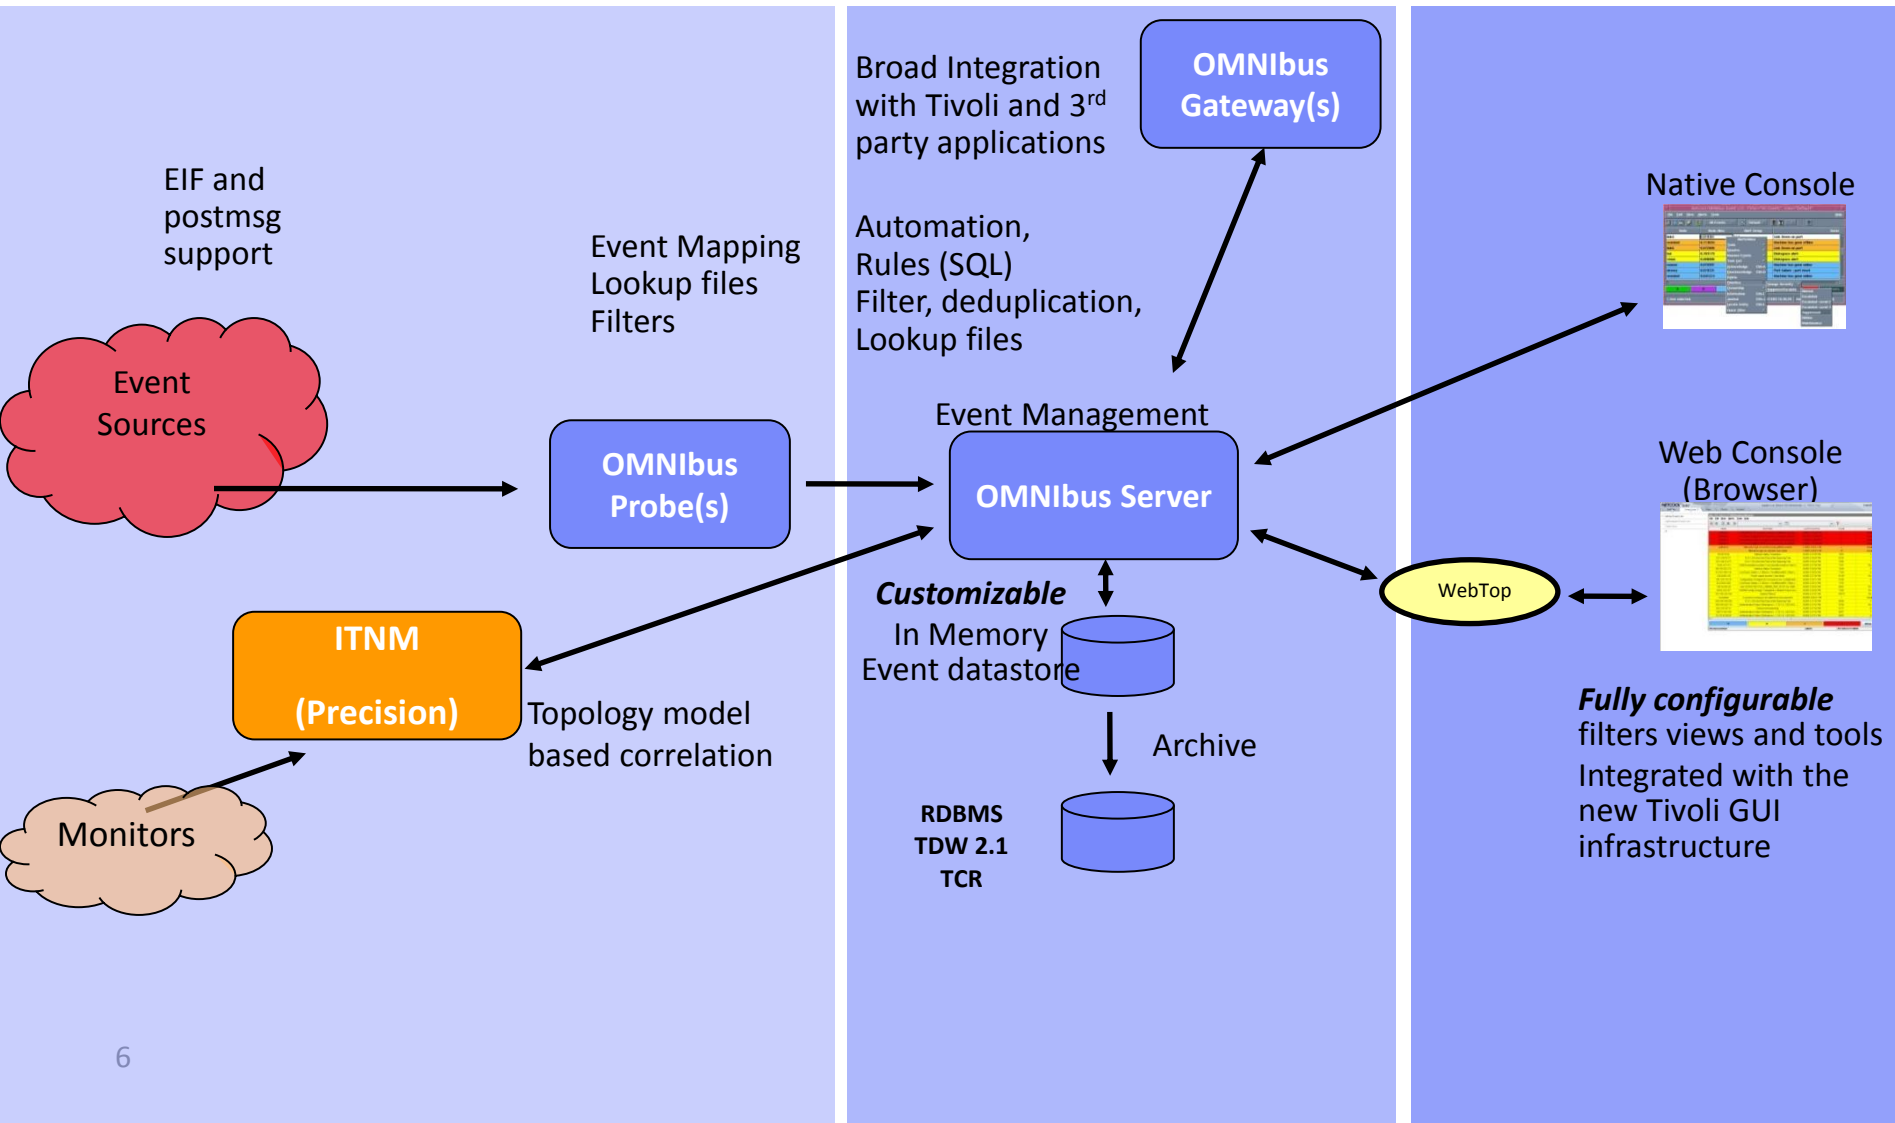 EIF and
postmsg
support
Event Mapping
Lookup files
Filters
Event
Sources
OMNIbus
Probe(s)
ITNM
(Precision)
Topology model
based correlation
Monitors
6
Broad Integration
with Tivoli and 3rd
party applications
OMNIbus
Gateway(s)
Automation,
Rules (SQL)
Filter, deduplication,
Lookup files
Event Management
OMNIbus Server
Customizable
In Memory
Event datastore
Archive
RDBMS
TDW 2.1
TCR
Native Console
Web Console
(Browser)
WebTop
Fully configurable
filters views and tools
Integrated with the
new Tivoli GUI
infrastructure